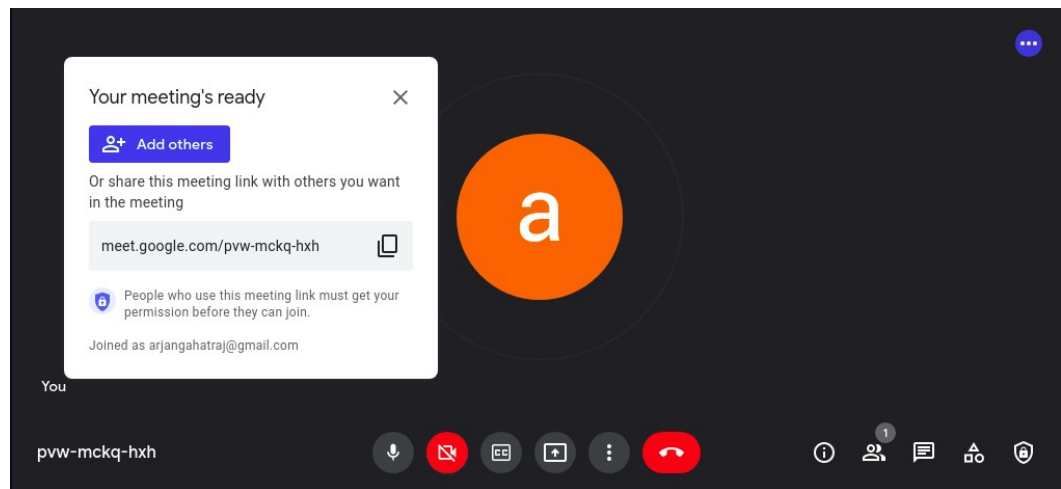 Your meeting's ready
Add others
Or share this meeting link with others you want
in the meeting
meet.google.com/pvw-mckq-hxh
People who use this meeting link must get your
permission before they can join.
Joined as arjangahatraj@gmail.com
a
You
pvw-mckq-hxh
CC
1